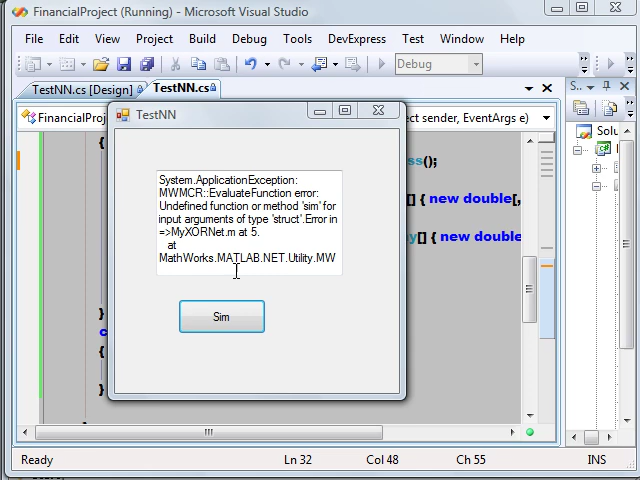 FinancialProject (Running) - Microsoft Visual Studio
File Edit View Project Build Debug Tools DevExpress Test Window Help
Debug
TestNN.cs [Design] TestNN.cs
FinancialProj
TestNN
ect sender, EventArgs e)
Solu
{
ss();
System.ApplicationException:
MWMCR::EvaluateFunction error:
Undefined function or method 'sim' for
input arguments of type 'struct'.Error in
=>MyXORNet.m at 5.
at
MathWorks.MATLAB.NET.Utility.MW
[] { new double[,
y[] { new double
Sim
}
c
{
}
Ready Ln 32 Col 48 Ch 55 INS